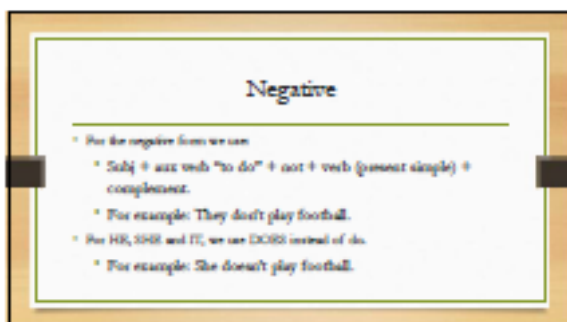 Negative
For the negative form we use:
Subj + aux verb "to do" + not + verb (present simple) +
complement.
For example: They don't play football.
For HE, SHE and IT, we use DOES instead of do.
For example: She doesn't play football.